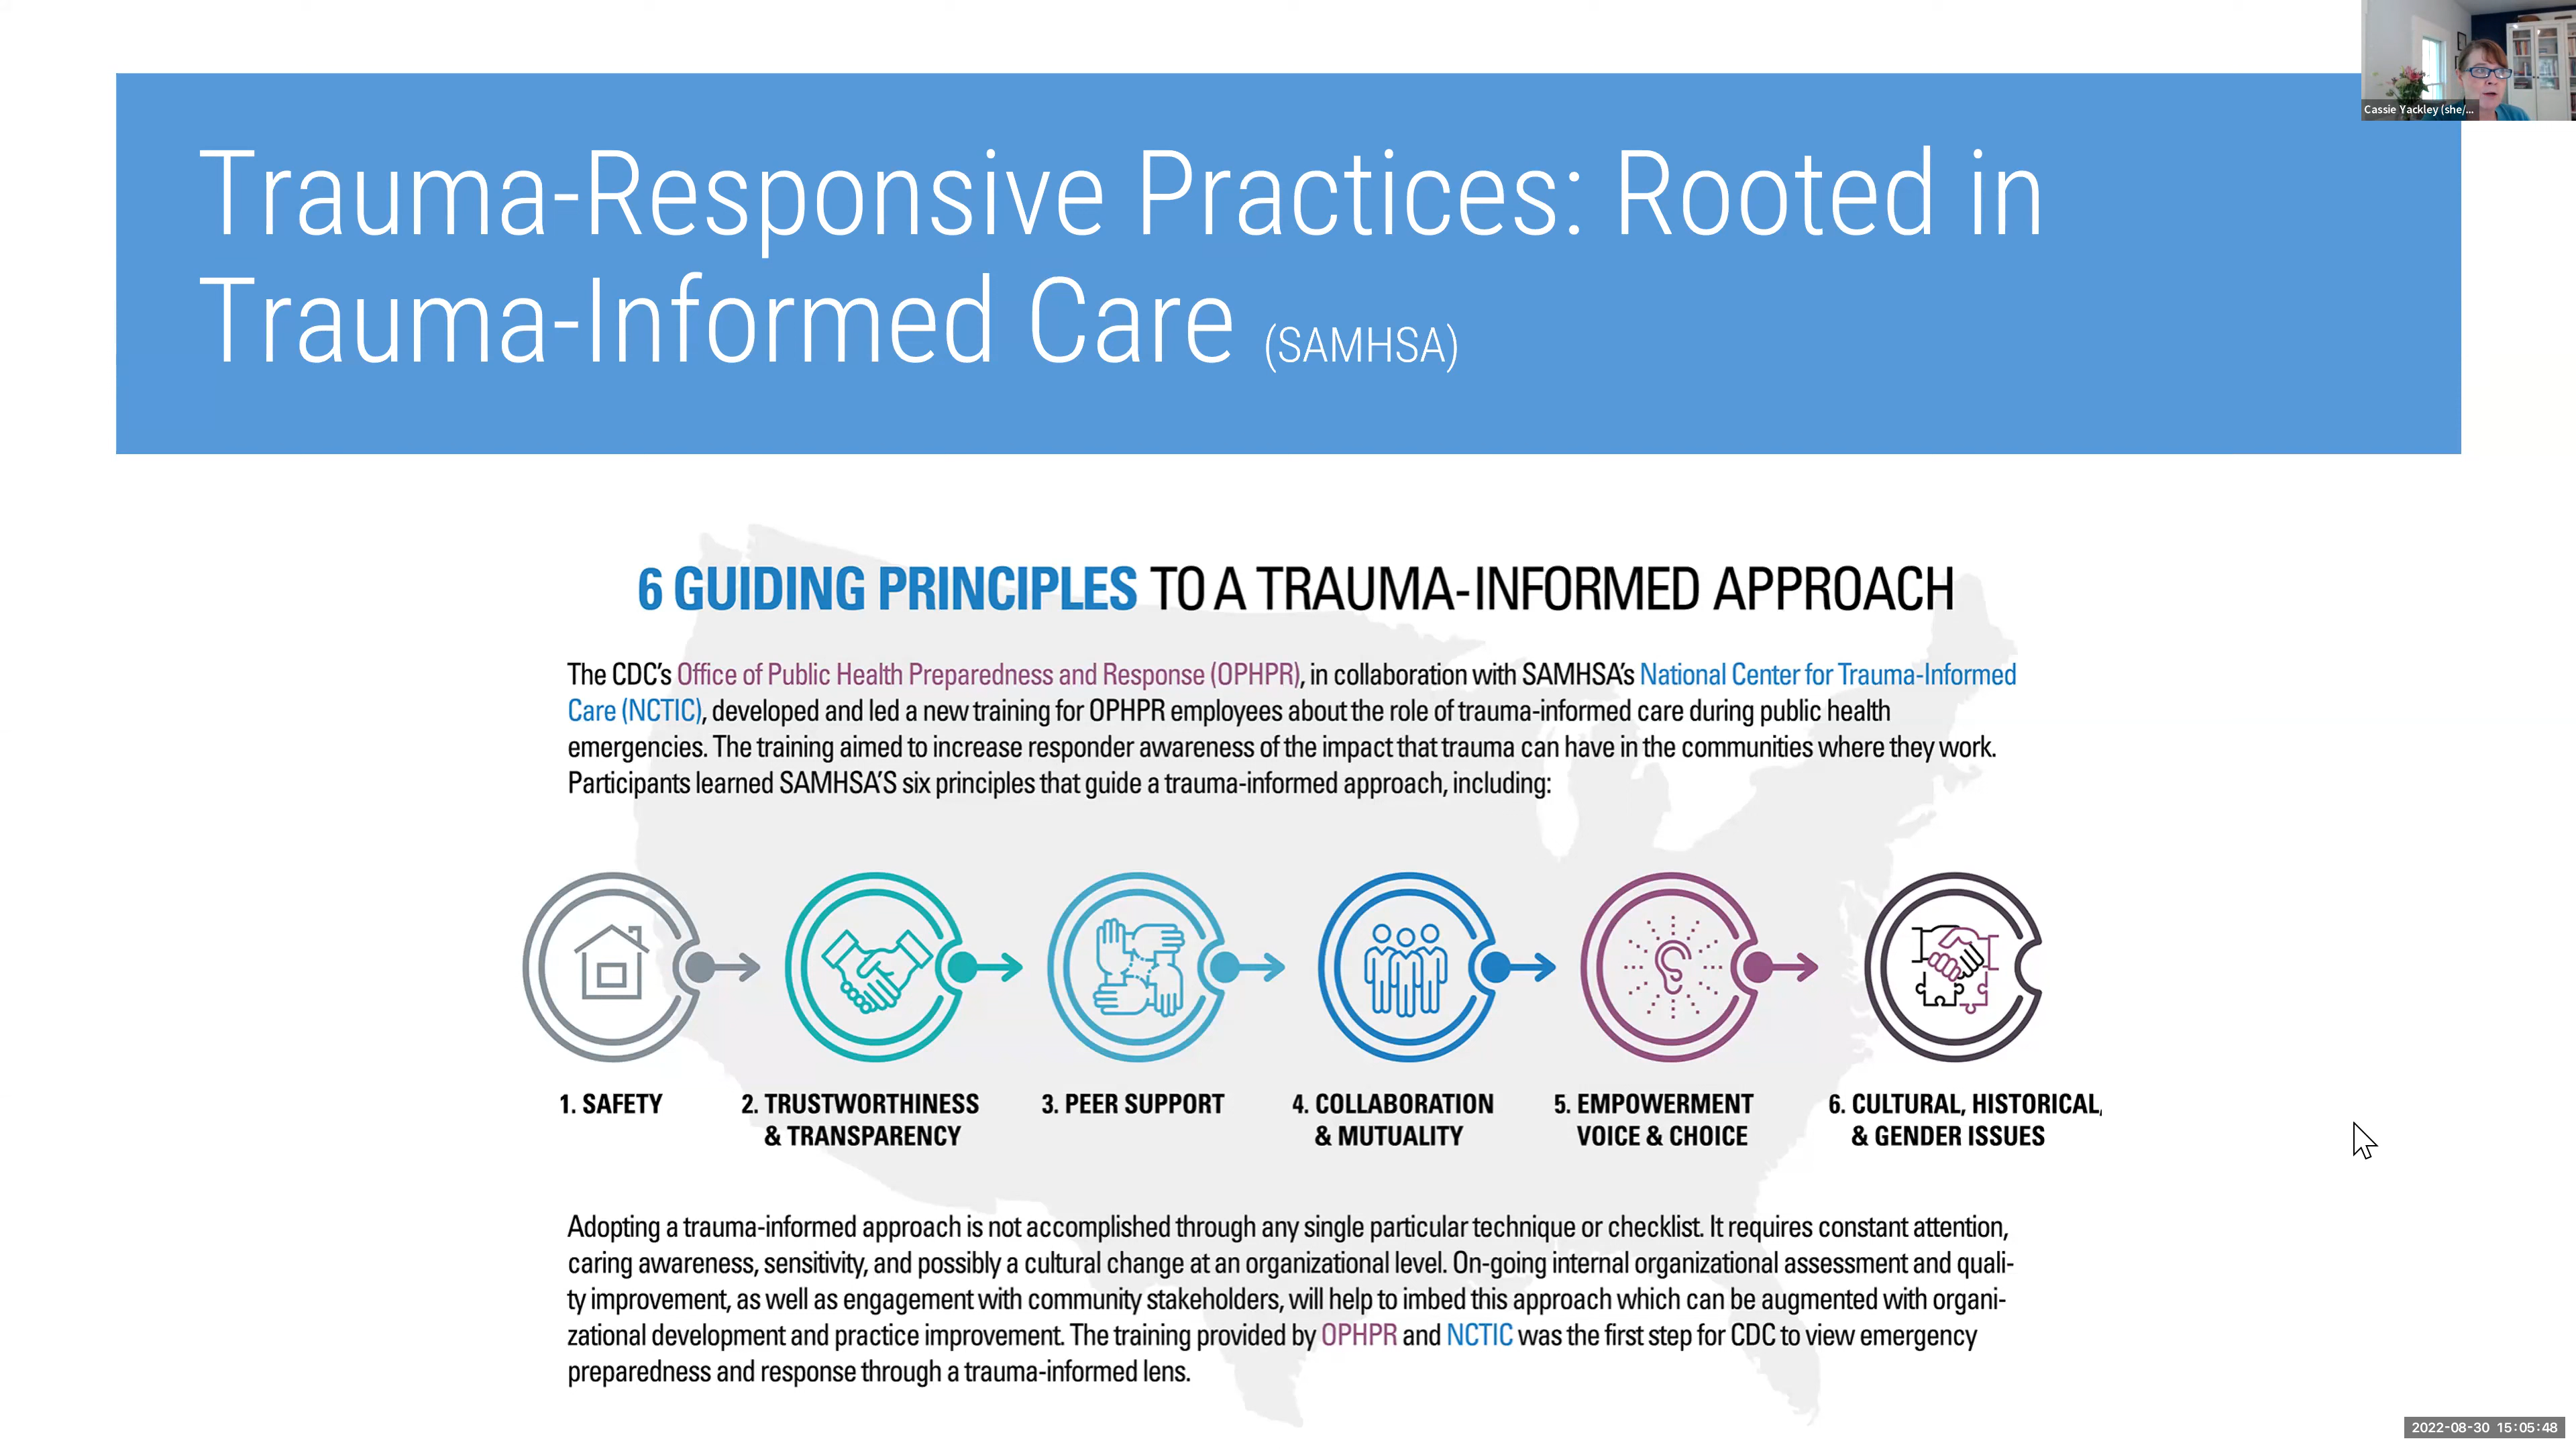 Cassie Yackley (she/...
Trauma-Responsive Practices: Rooted in
Trauma-Informed Care (SAMHSA)
6 GUIDING PRINCIPLES TO A TRAUMA-INFORMED APPROACH
The CDC's Office of Public Health Preparedness and Response (OPHPR), in collaboration with SAMHSA's National Center for Trauma-Informed
Care (NCTIC), developed and led a new training for OPHPR employees about the role of trauma-informed care during public health
emergencies. The training aimed to increase responder awareness of the impact that trauma can have in the communities where they work.
Participants learned SAMHSA'S six principles that guide a trauma-informed approach, including:
1. SAFETY
2. TRUSTWORTHINESS
& TRANSPARENCY
3. PEER SUPPORT
4. COLLABORATION
& MUTUALITY
5. EMPOWERMENT
VOICE & CHOICE
6. CULTURAL, HISTORICAL,
& GENDER ISSUES
Adopting a trauma-informed approach is not accomplished through any single particular technique or checklist. It requires constant attention,
caring awareness, sensitivity, and possibly a cultural change at an organizational level. On-going internal organizational assessment and quali-
ty improvement, as well as engagement with community stakeholders, will help to imbed this approach which can be augmented with organi-
zational development and practice improvement. The training provided by OPHPR and NCTIC was the first step for CDC to view emergency
preparedness and response through a trauma-informed lens.
2022-08-30 15:05:48